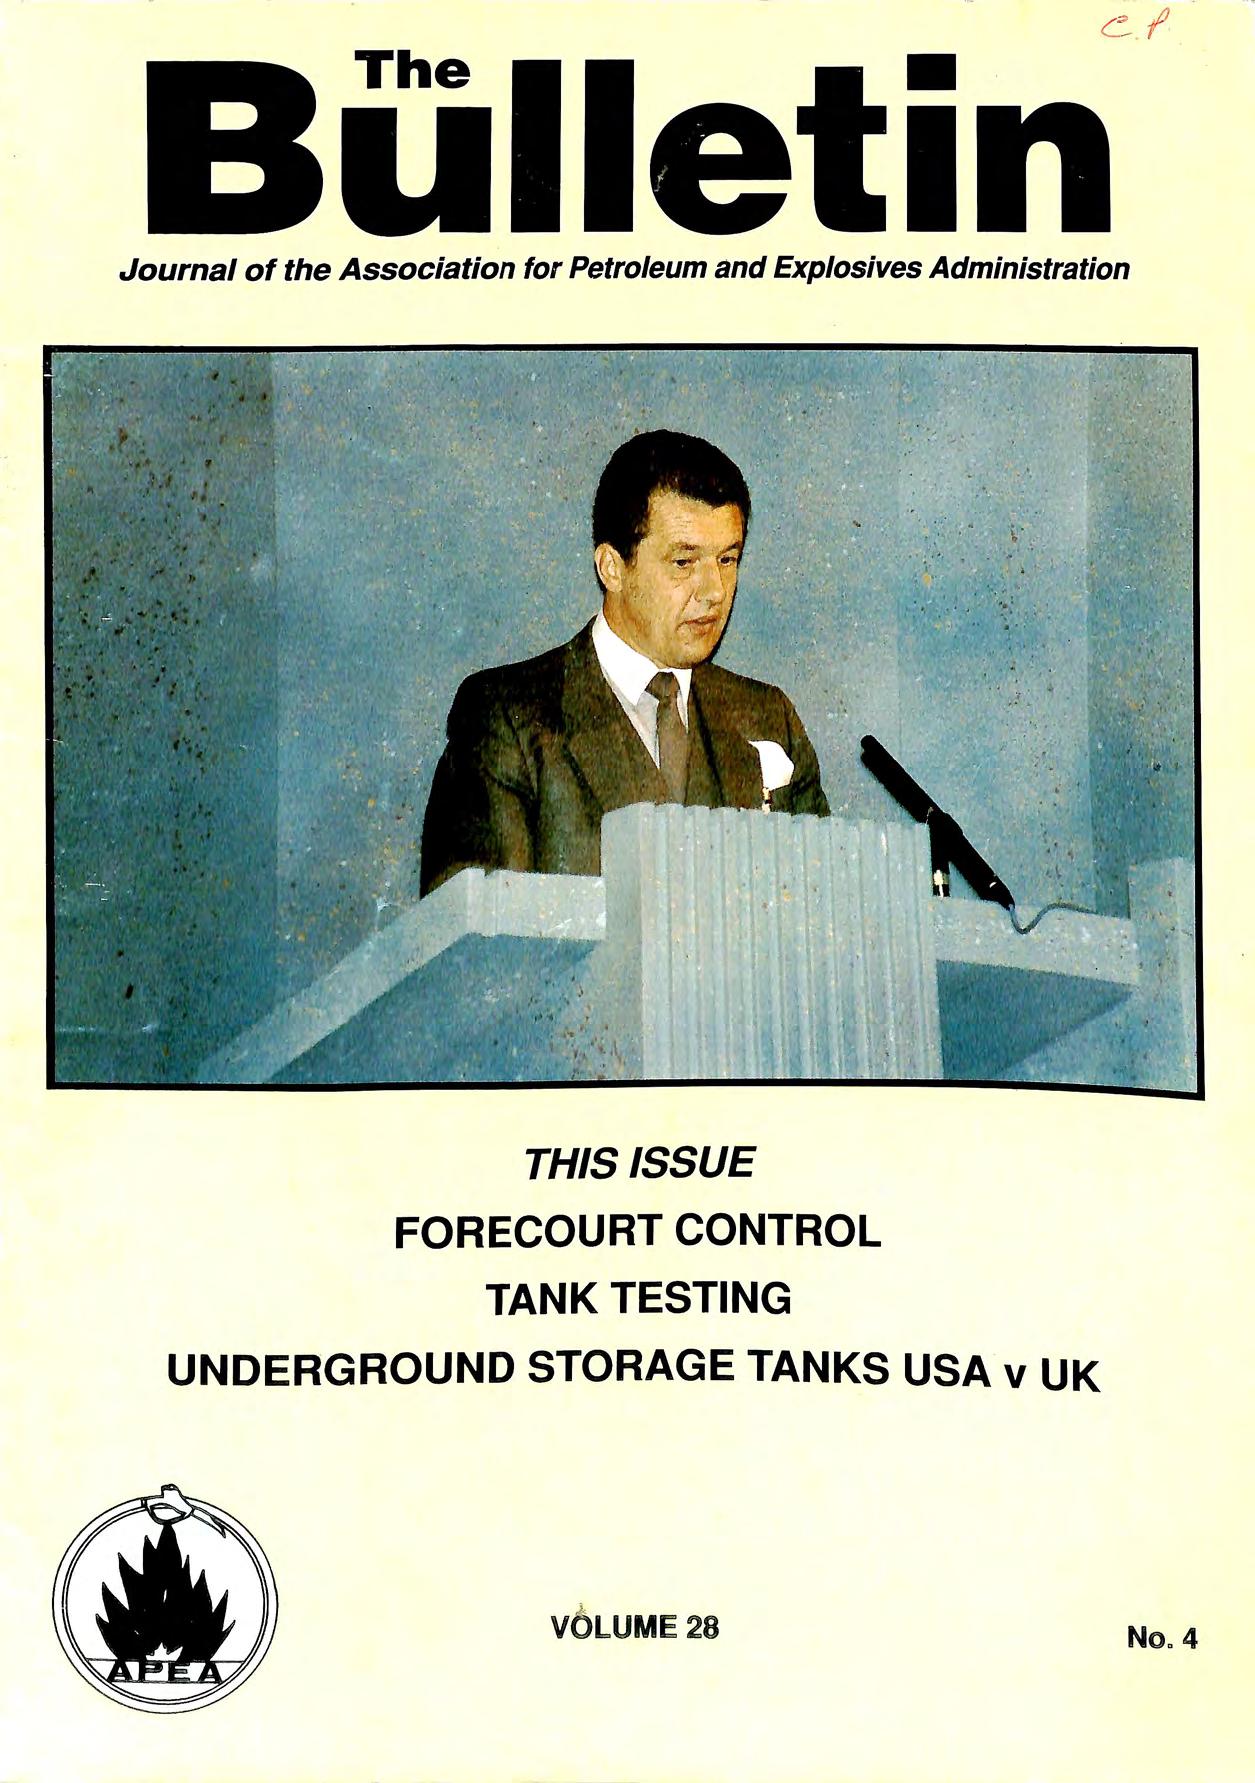 C.P.
The
Bulletin
Journal of the Association for Petroleum and Explosives Administration
THIS ISSUE
FORECOURT CONTROL
TANK TESTING
UNDERGROUND STORAGE TANKS USA v UK
APEA
VOLUME 28
No. 4